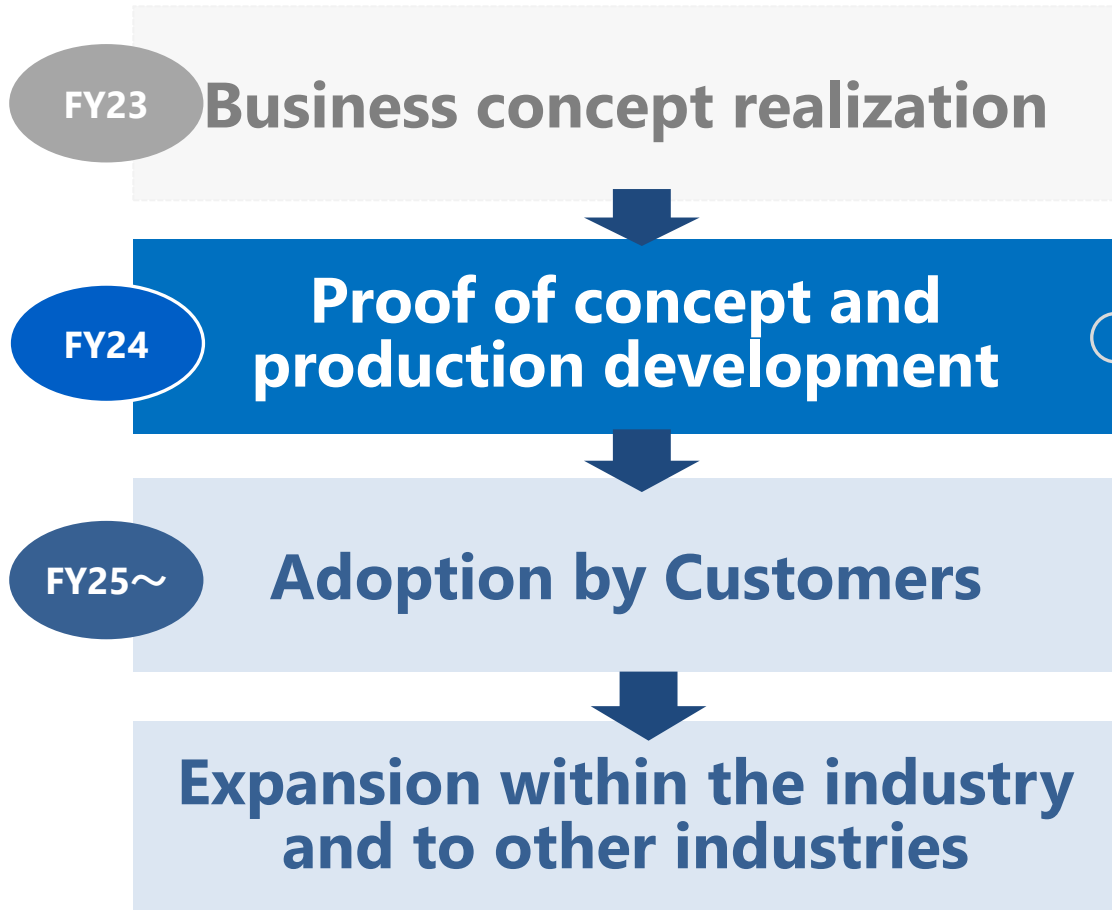 FY23
Business concept realization
FY24
Proof of concept and
production development
FY25～
Adoption by Customers
Expansion within the industry
and to other industries